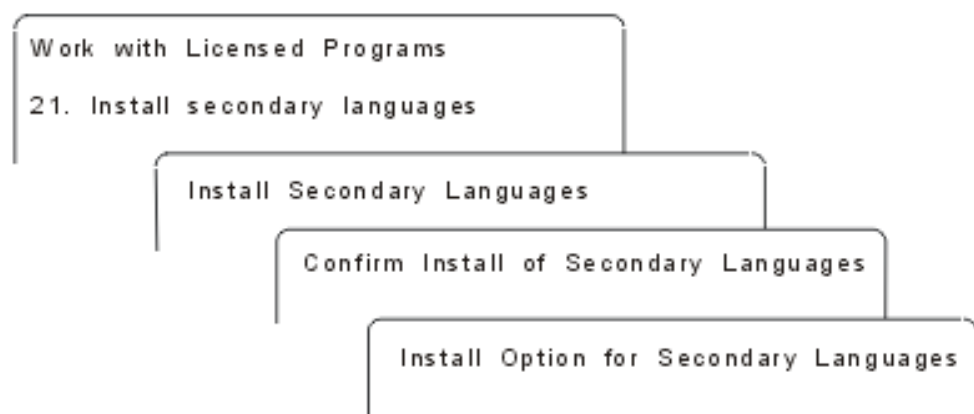 Work with Licensed Programs
21. Install secondary languages
Install Secondary Languages
Confirm Install of Secondary Languages
Install Option for Secondary Languages